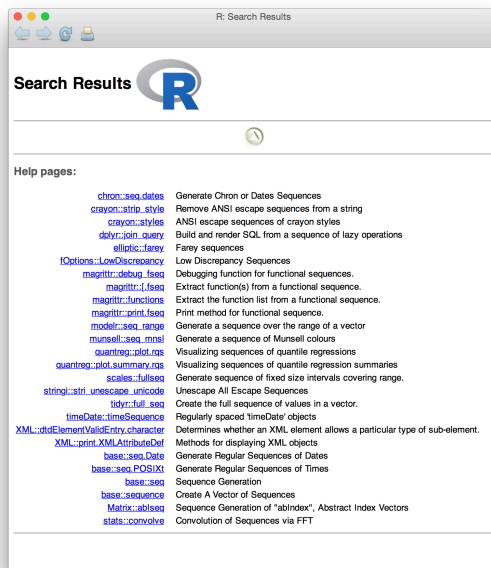 R: Search Results
Search Results R
Help pages:
chron::seq.dates Generate Chron or Dates Sequences
crayon::strip_style Remove ANSI escape sequences from a string
crayon::styles ANSI escape sequences of crayon styles
dplyr::join_query Build and render SQL from a sequence of lazy operations
elliptic::farey Farey sequences
fOptions::LowDiscrepancy Low Discrepancy Sequences
magrittr::debug_fseq Debugging function for functional sequences.
magrittr::[.fseq Extract function(s) from a functional sequence.
magrittr::functions Extract the function list from a functional sequence.
magrittr::print.fseq Print method for functional sequence.
modelr::seq_range Generate a sequence over the range of a vector
munsell::seq_mnsl Generate a sequence of Munsell colours
quantreg::plot.rqs Visualizing sequences of quantile regressions
quantreg::plot.summary.rqs Visualizing sequences of quantile regression summaries
scales::fullseq Generate sequence of fixed size intervals covering range.
stringi::stri_unescape_unicode Unescape All Escape Sequences
tidyr::full_seq Create the full sequence of values in a vector.
timeDate::timeSequence Regularly spaced 'timeDate' objects
XML::dtdElementValidEntry.character Determines whether an XML element allows a particular type of sub-element.
XML::print.XMLAttributeDef Methods for displaying XML objects
base::seq.Date Generate Regular Sequences of Dates
base::seq.POSIXt Generate Regular Sequences of Times
base::seq Sequence Generation
base::sequence Create A Vector of Sequences
Matrix::abIseq Sequence Generation of "abIndex", Abstract Index Vectors
stats::convolve Convolution of Sequences via FFT